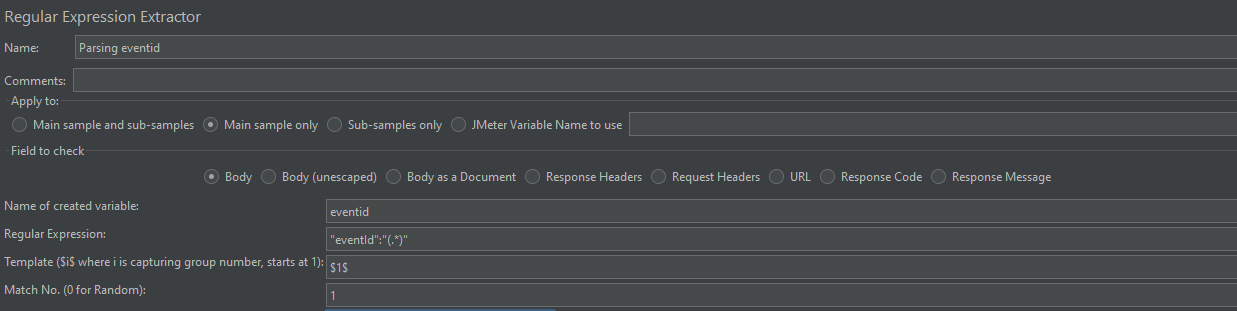 Regular Expression Extractor
Name: Parsing eventid
Comments:
Apply to:
Main sample and sub-samples Main sample only Sub-samples only JMeter Variable Name to use
Field to check
Body Body (unescaped) Body as a Document Response Headers Request Headers URL Response Code Response Message
Name of created variable: eventid
Regular Expression: "eventId":"(.*)"
Template ($i$ where i is capturing group number, starts at 1): $1$
Match No. (0 for Random): 1